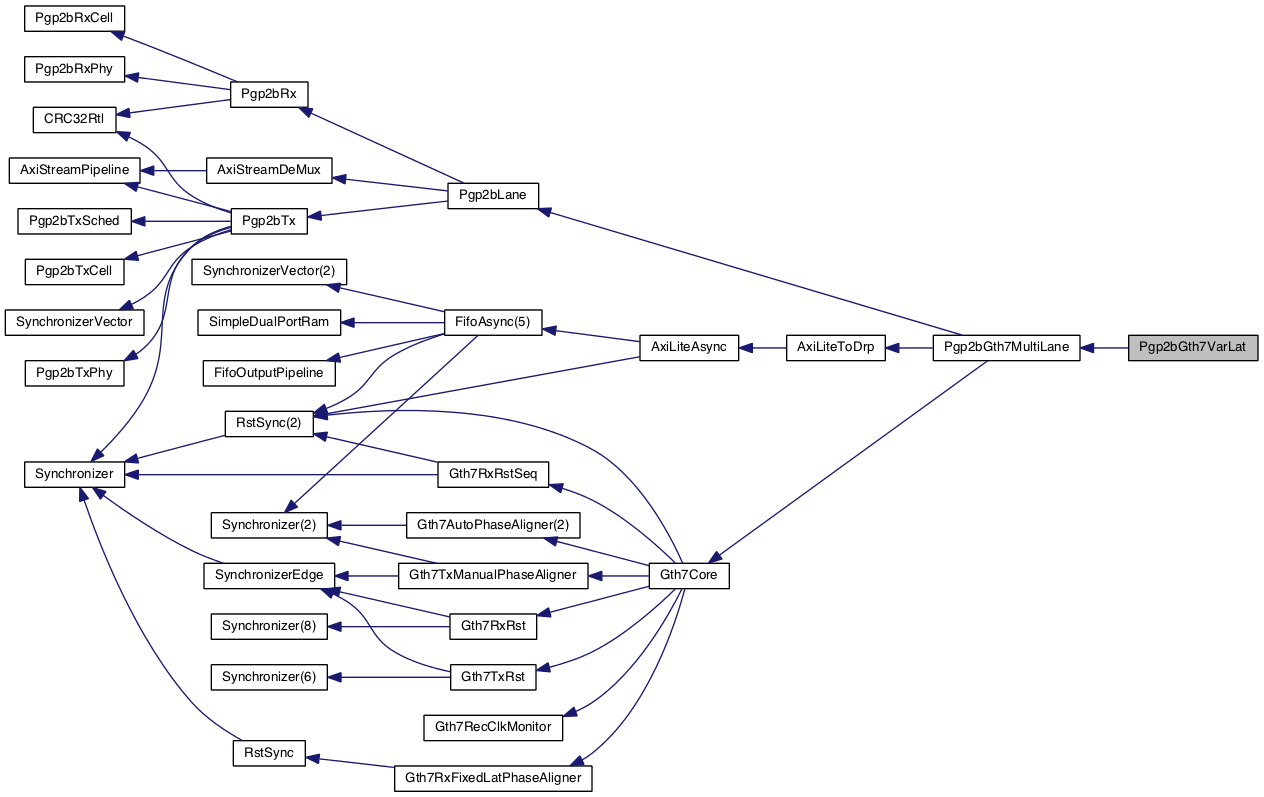 Pgp2bRxCell
Pgp2bRxPhy
Pgp2bRx
CRC32Rtl
AxiStreamPipeline
AxiStreamDeMux
Pgp2bLane
Pgp2bTxSched
Pgp2bTx
Pgp2bTxCell
SynchronizerVector(2)
SynchronizerVector
SimpleDualPortRam
FifoAsync(5)
AxiLiteAsync
AxiLiteToDrp
Pgp2bGth7MultiLane
Pgp2bGth7VarLat
Pgp2bTxPhy
FifoOutputPipeline
RstSync(2)
Synchronizer
Gth7RxRstSeq
Synchronizer(2)
Gth7AutoPhaseAligner(2)
SynchronizerEdge
Gth7TxManualPhaseAligner
Gth7Core
Synchronizer(8)
Gth7RxRst
Synchronizer(6)
Gth7TxRst
Gth7RecClkMonitor
RstSync
Gth7RxFixedLatPhaseAligner